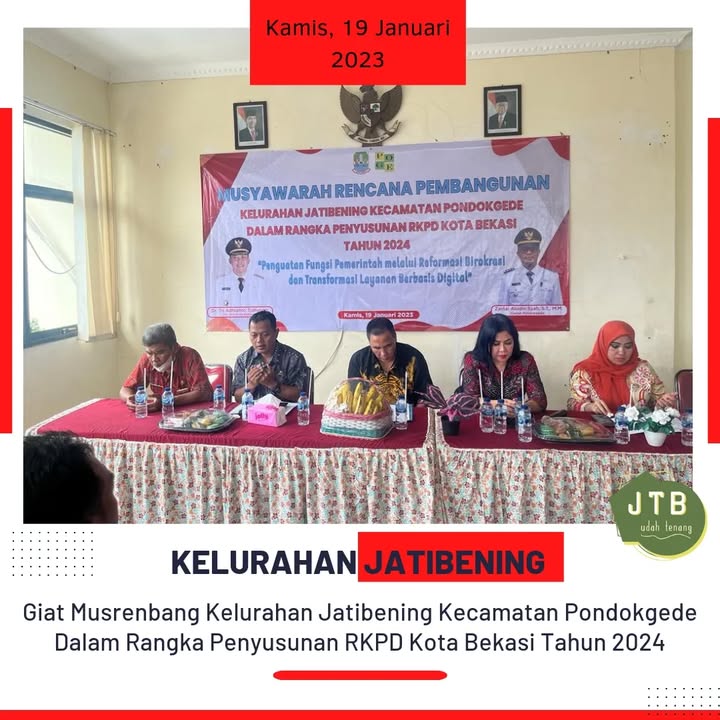 Kamis, 19 Januari
2023
MUSYAWARAH RENCANA PEMBANGUNAN
KELURAHAN JATIBENING KECAMATAN PONDOKGEDE
DALAM RANGKA PENYUSUNAN RKPD KOTA BEKASI
TAHUN 2024
"Penguatan Fungsi Pemerintah melalui Reformasi Birokrasi
dan Transformasi Layanan Berbasis Digital"
Kamis, 19 Januari 2023
JTB
udah tenang
KELURAHAN JATIBENING
Giat Musrenbang Kelurahan Jatibening Kecamatan Pondokgede
Dalam Rangka Penyusunan RKPD Kota Bekasi Tahun 2024